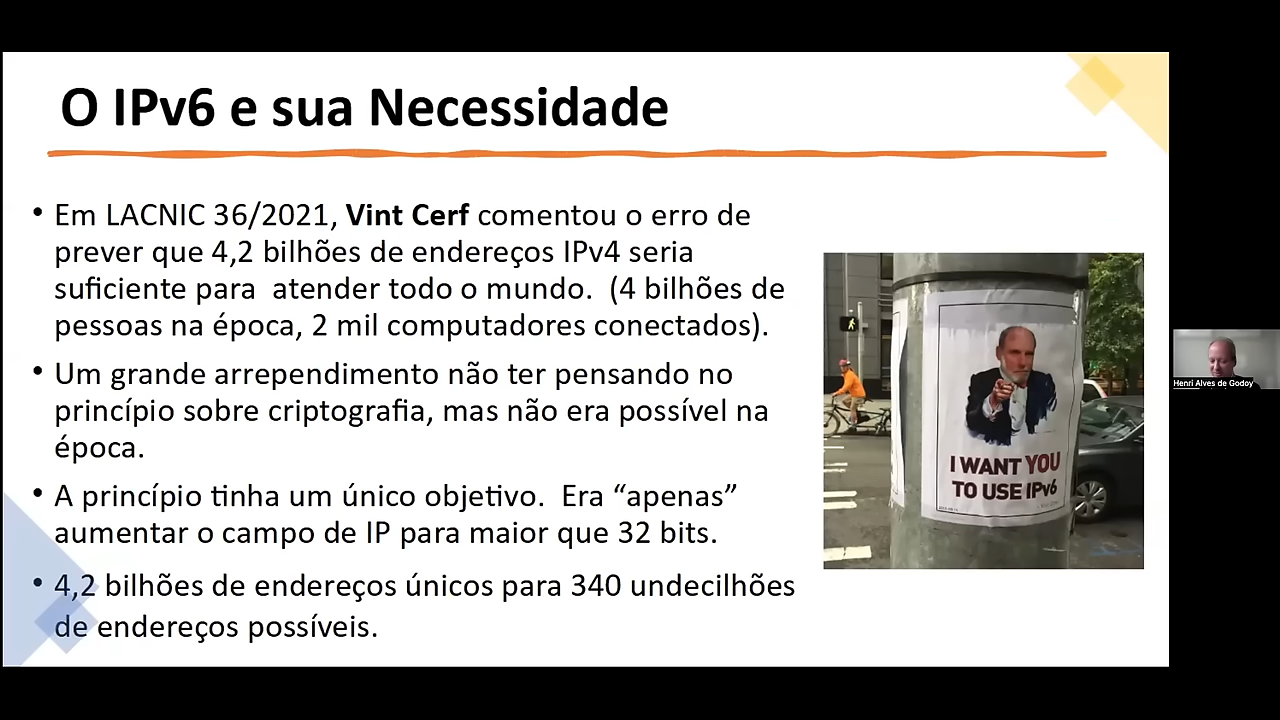 O IPv6 e sua Necessidade
• Em LACNIC 36/2021, Vint Cerf comentou o erro de
prever que 4,2 bilhões de endereços IPv4 seria
suficiente para  atender todo o mundo.  (4 bilhões de
pessoas na época, 2 mil computadores conectados).
• Um grande arrependimento não ter pensando no
princípio sobre criptografia, mas não era possível na
época.
• A princípio tinha um único objetivo.  Era “apenas”
aumentar o campo de IP para maior que 32 bits.
• 4,2 bilhões de endereços únicos para 340 undecilhões
de endereços possíveis.
I WANT YOU
TO USE IPv6
Henri Alves de Godoy